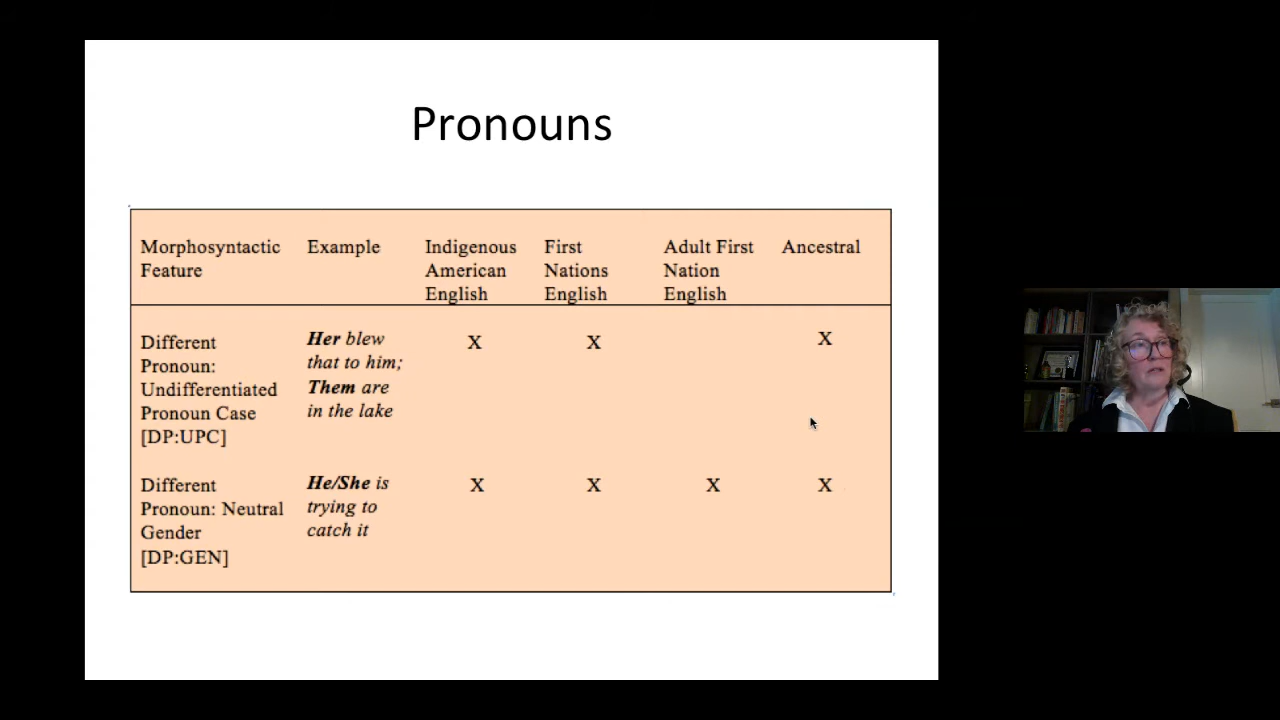 Pronouns
Morphosyntactic Feature | Example | Indigenous American English | First Nations English | Adult First Nation English | Ancestral
Different Pronoun: Undifferentiated Pronoun Case [DP:UPC] | Her blew that to him; Them are in the lake | X | X | | X
Different Pronoun: Neutral Gender [DP:GEN] | He/She is trying to catch it | X | X | X | X